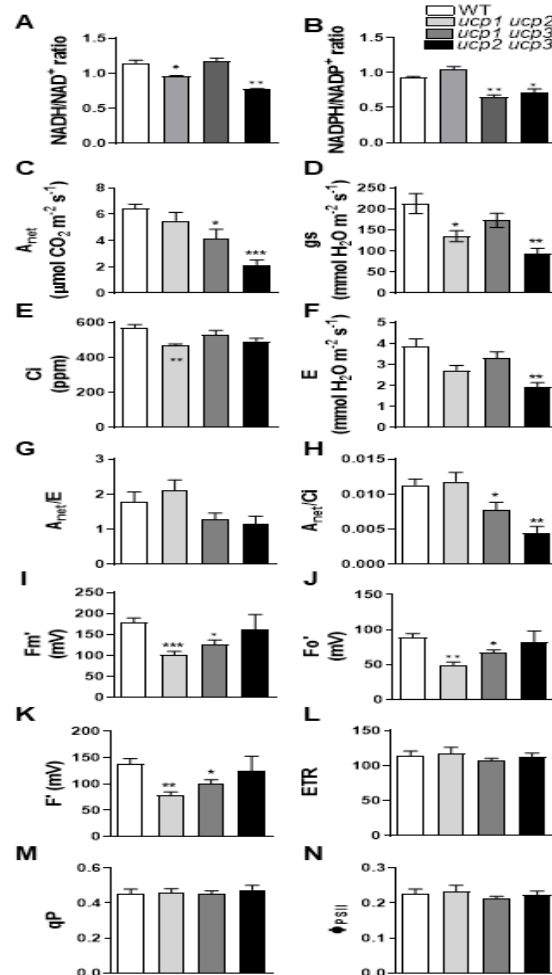 WT
ucp1 ucp2
ucp1 ucp3
ucp2 ucp3
A
NADH/NAD+ ratio
1.5
1.0
0.5
0.0
*
**
B
NADPH/NADP+ ratio
1.5
1.0
0.5
0.0
**
*
C
Anet
(µmol CO2 m-2 s-1)
8
6
4
2
0
*
***
D
gs
(mmol H2O m-2 s-1)
250
200
150
100
50
0
*
**
E
Ci
(ppm)
600
400
200
0
**
F
E
(mmol H2O m-2 s-1)
5
4
3
2
1
0
**
G
Anet/E
3
2
1
0
H
Anet/Ci
0.015
0.010
0.005
0.000
*
**
I
Fm'
(mV)
200
150
100
50
0
***
*
J
Fo'
(mV)
150
100
50
0
**
*
K
F' (mV)
200
150
100
50
0
**
*
L
ETR
150
100
50
0
M
qP
0.6
0.4
0.2
0.0
N
ΦPSII
0.3
0.2
0.1
0.0